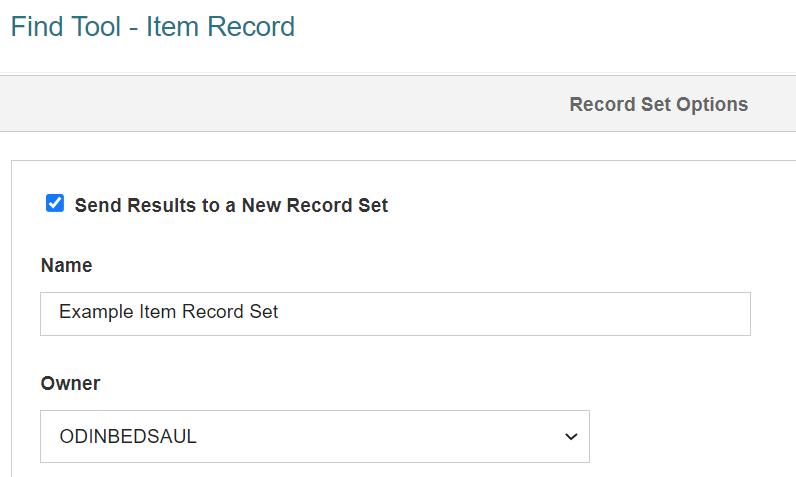 Find Tool - Item Record
Record Set Options
Send Results to a New Record Set
Name
Example Item Record Set
Owner
ODINBEDSAUL